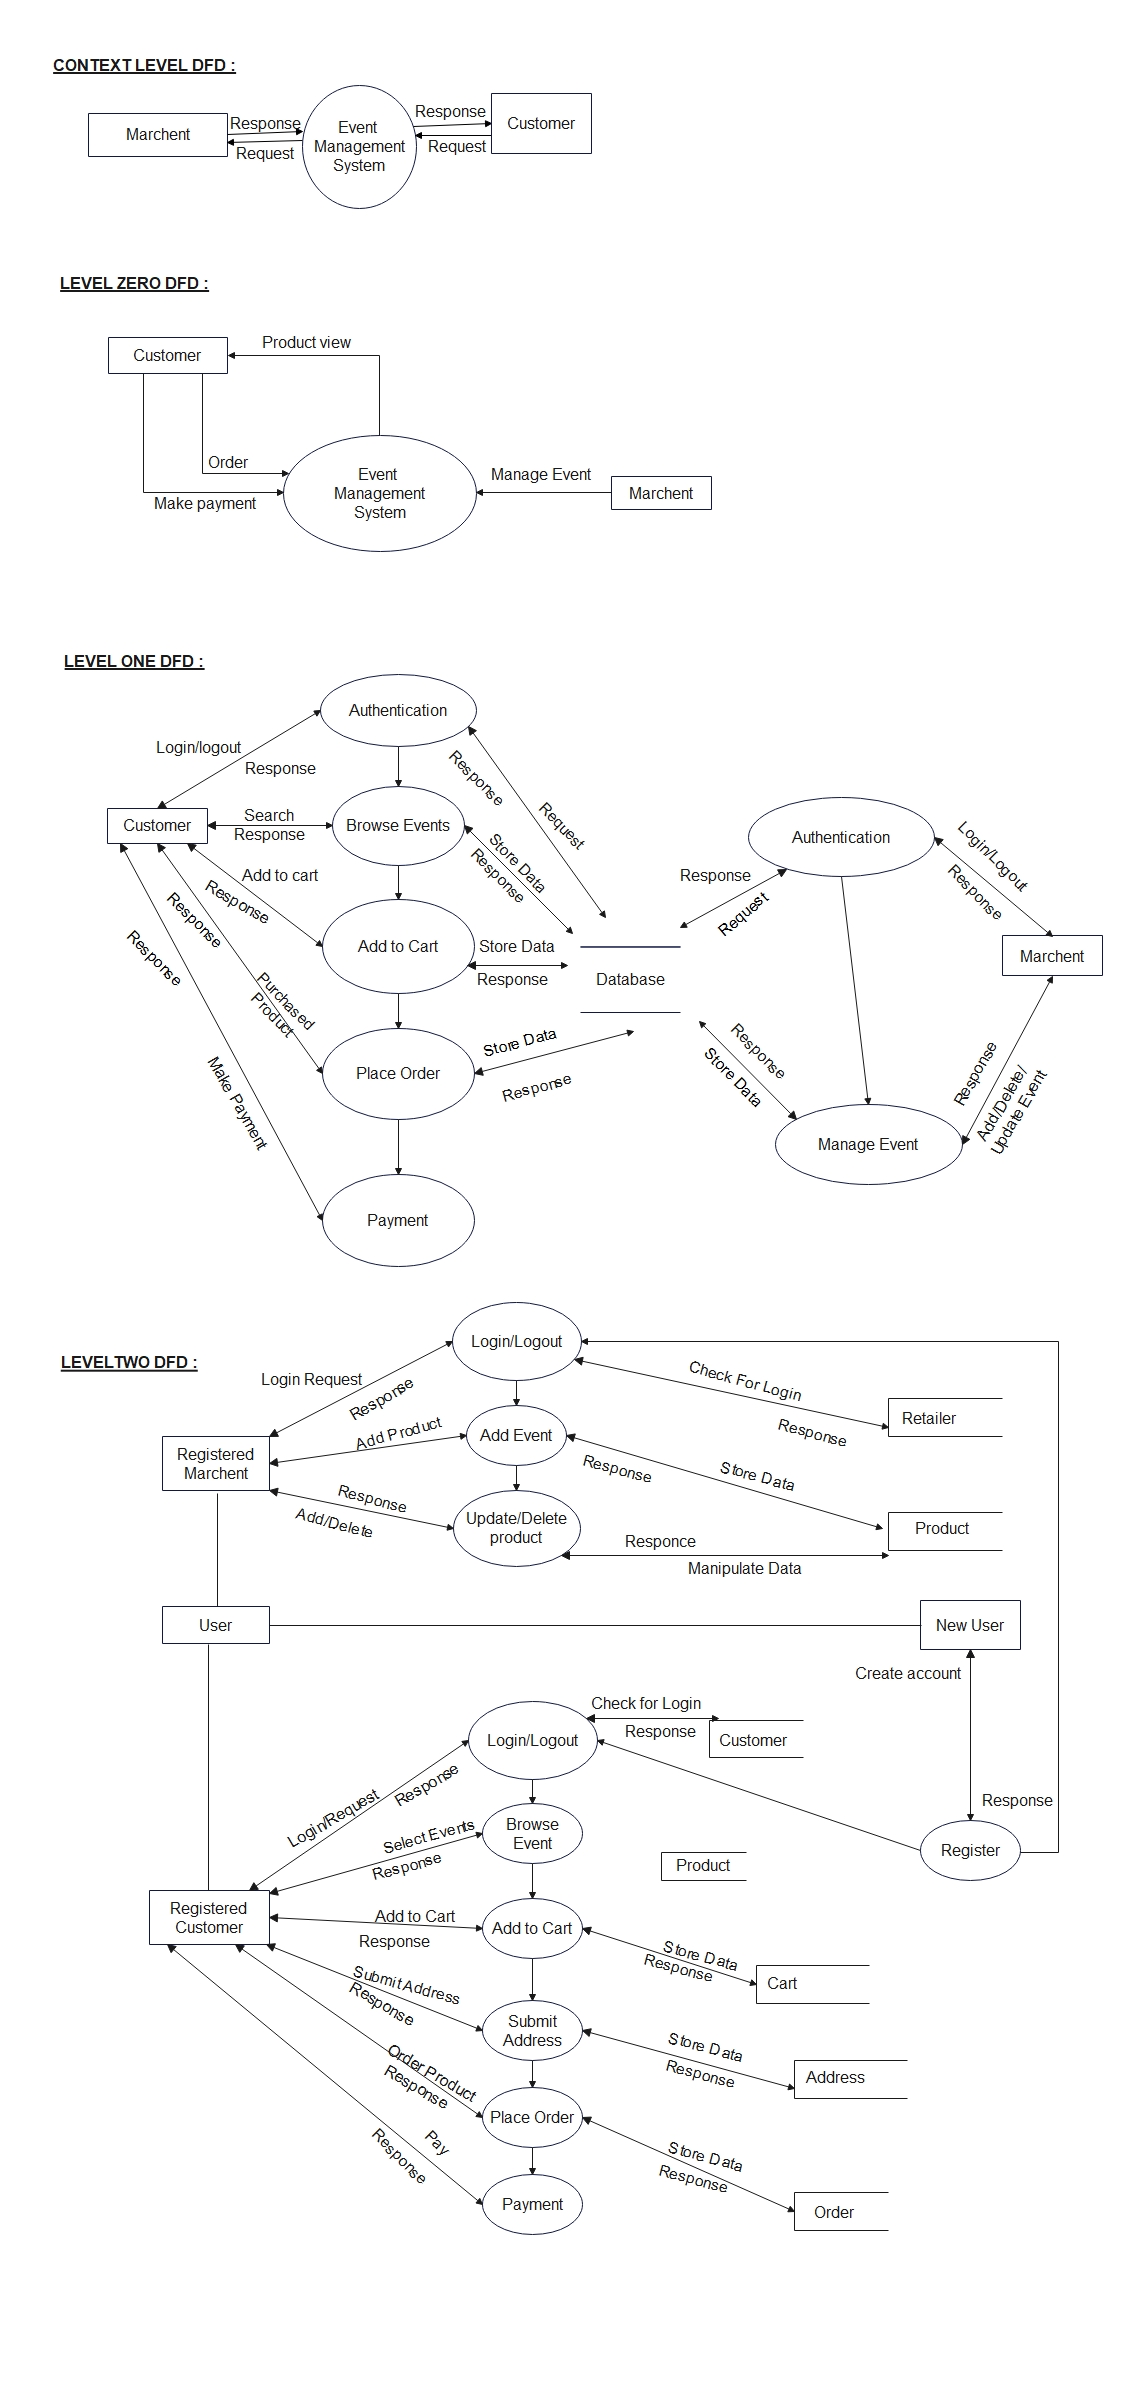 CONTEXT LEVEL DFD :
Marchent
Response
Request
Event
Management
System
Response
Request
Customer
LEVEL ZERO DFD :
Customer
Product view
Order
Make payment
Event
Management
System
Manage Event
Marchent
LEVEL ONE DFD :
Authentication
Login/logout
Response
Response
Request
Customer
Search
Response
Browse Events
Store Data
Response
Authentication
Login/Logout
Response
Response
Request
Add to cart
Response
Response
Response
Add to Cart
Store Data
Response
Database
Marchent
Purchased
Product
Make Payment
Place Order
Store Data
Response
Response
Store Data
Response
Add/Delete/
Update Event
Manage Event
Payment
LEVELTWO DFD :
Login/Logout
Login Request
Response
Check For Login
Response
Retailer
Add Product
Add Event
Response
Store Data
Registered
Marchent
Response
Add/Delete
Update/Delete
product
Responce
Manipulate Data
Product
User
New User
Create account
Response
Check for Login
Response
Customer
Login/Logout
Login/Request
Response
Select Events
Response
Browse
Event
Product
Register
Registered
Customer
Add to Cart
Response
Add to Cart
Store Data
Response
Cart
Submit Address
Response
Submit
Address
Store Data
Response
Address
Order Product
Response
Place Order
Store Data
Response
Order
Pay
Response
Payment